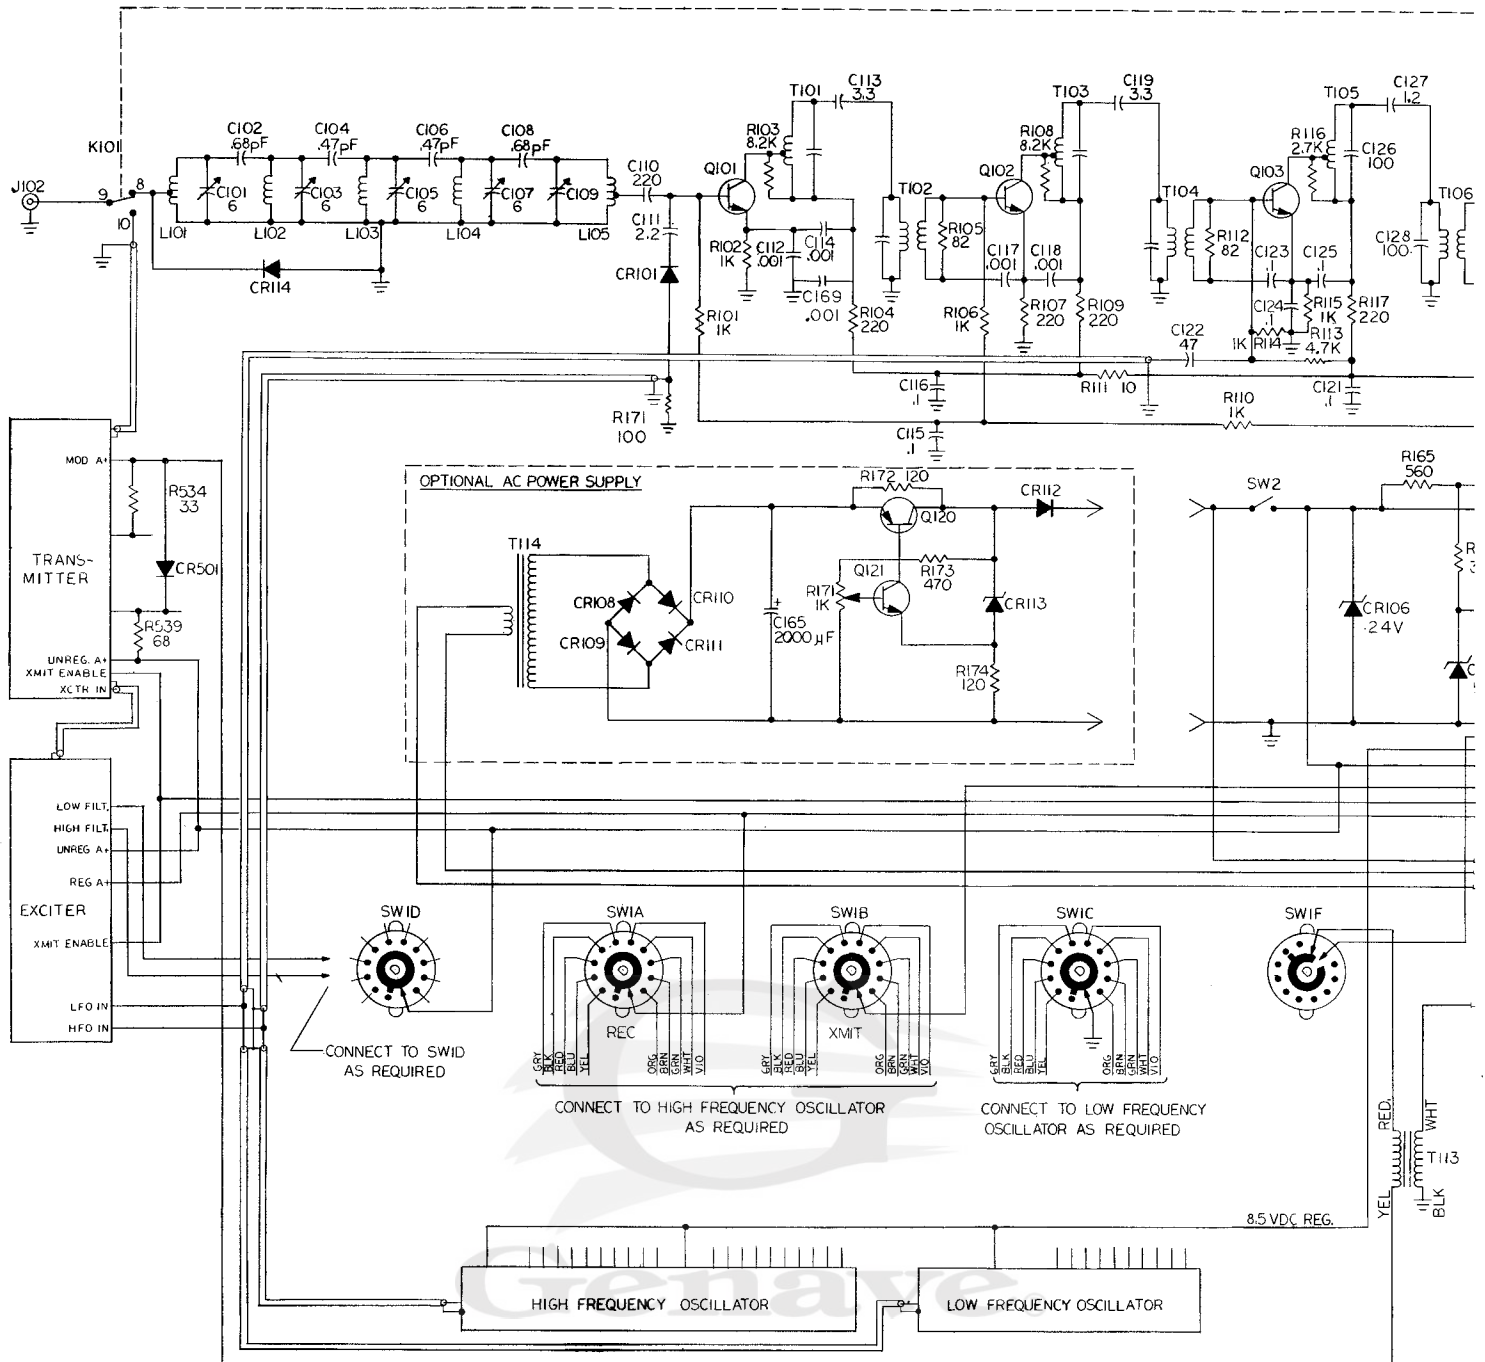 K101
J102
9
8
10
C102
.68pF
C104
.47pF
C106
.47pF
C108
.68pF
C101
6
C103
6
C105
6
C107
6
C109
L101
L102
L103
L104
L105
CR114
C110
220
C111
2.2
CR101
Q101
R103
8.2K
T101
C113
3.3
R102
1K
C112
.001
C114
.001
C169
.001
R101
1K
R104
220
T102
R105
82
R106
1K
Q102
R108
8.2K
T103
C119
3.3
C117
.001
C118
.001
R107
220
R109
220
T104
R112
82
Q103
R116
2.7K
T105
C126
100
C127
1.2
C128
100
T106
C123
.1
C125
.1
C124
.1
R115
1K
R117
220
1K R114
R113
4.7K
C122
47
C116
.1
R111 10
C121
.1
R110
1K
C115
.1
R171
100
MOD A+
R534
33
TRANS-
MITTER
CR501
R539
68
UNREG. A+
XMIT ENABLE
XCTR IN
OPTIONAL AC POWER SUPPLY
T114
CR108
CR110
CR109
CR111
C165
2000 µF
+
R172 120
Q120
CR112
Q121
R173
470
R171
1K
CR113
R174
120
SW2
R165
560
CR106
24V
LOW FILT.
HIGH FILT.
UNREG A+
REG A+
EXCITER
XMIT ENABLE
LFO IN
HFO IN
SW1D
SW1A
SW1B
SW1C
SW1F
REC
XMIT
CONNECT TO SW1D
AS REQUIRED
GRY
BLK
RED
BLU
YEL
ORG
BRN
GRN
WHT
VIO
GRY
BLK
RED
BLU
YEL
ORG
BRN
GRN
WHT
VIO
GRY
BLK
RED
BLU
YEL
ORG
BRN
GRN
WHT
VIO
CONNECT TO HIGH FREQUENCY OSCILLATOR
AS REQUIRED
CONNECT TO LOW FREQUENCY
OSCILLATOR AS REQUIRED
RED.
WHT
T113
YEL
BLK
8.5 VDC REG.
HIGH FREQUENCY OSCILLATOR
LOW FREQUENCY OSCILLATOR
Genave